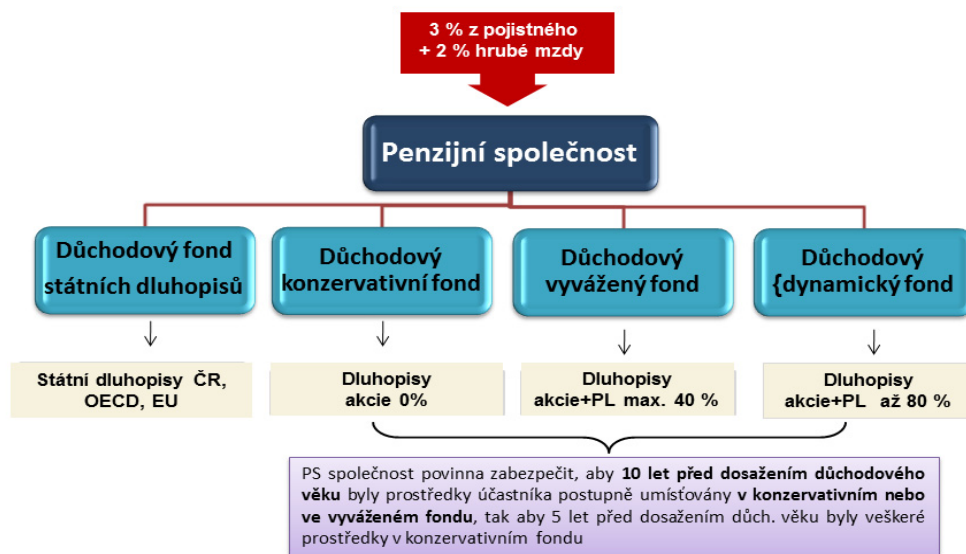 3 % z pojistného
+ 2 % hrubé mzdy
Penzijní společnost
Důchodový fond
státních dluhopisů
Důchodový
konzervativní fond
Důchodový
vyvážený fond
Důchodový
{dynamický fond
Státní dluhopisy ČR,
OECD, EU
Dluhopisy
akcie 0%
Dluhopisy
akcie+PL max. 40 %
Dluhopisy
akcie+PL až 80 %
PS společnost povinna zabezpečit, aby 10 let před dosažením důchodového
věku byly prostředky účastníka postupně umísťovány v konzervativním nebo
ve vyváženém fondu, tak aby 5 let před dosažením důch. věku byly veškeré
prostředky v konzervativním fondu